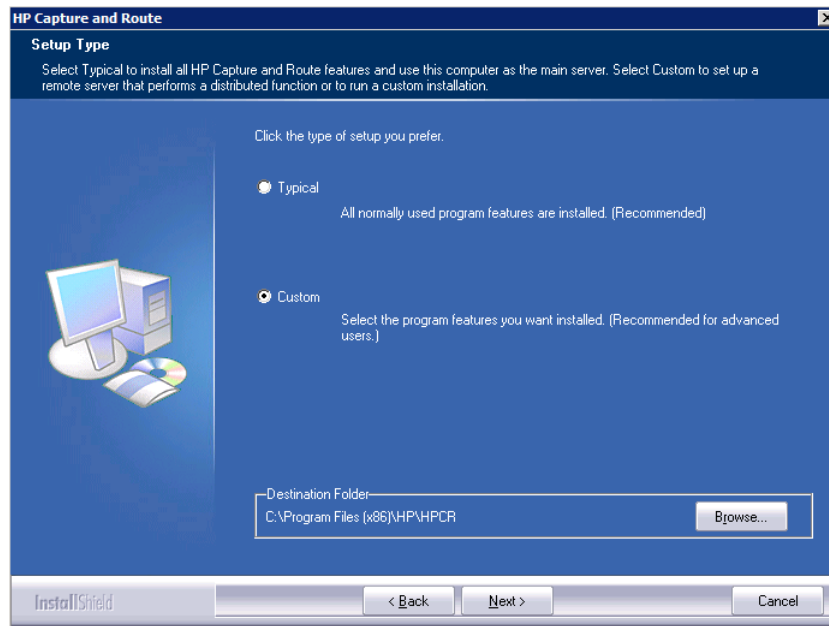 HP Capture and Route
Setup Type
Select Typical to install all HP Capture and Route features and use this computer as the main server. Select Custom to set up a
remote server that performs a distributed function or to run a custom installation.
Click the type of setup you prefer.
Typical
All normally used program features are installed. (Recommended)
Custom
Select the program features you want installed. (Recommended for advanced
users.)
Destination Folder
C:\Program Files (x86)\HP\HPCR
Browse...
InstallShield
< Back
Next >
Cancel